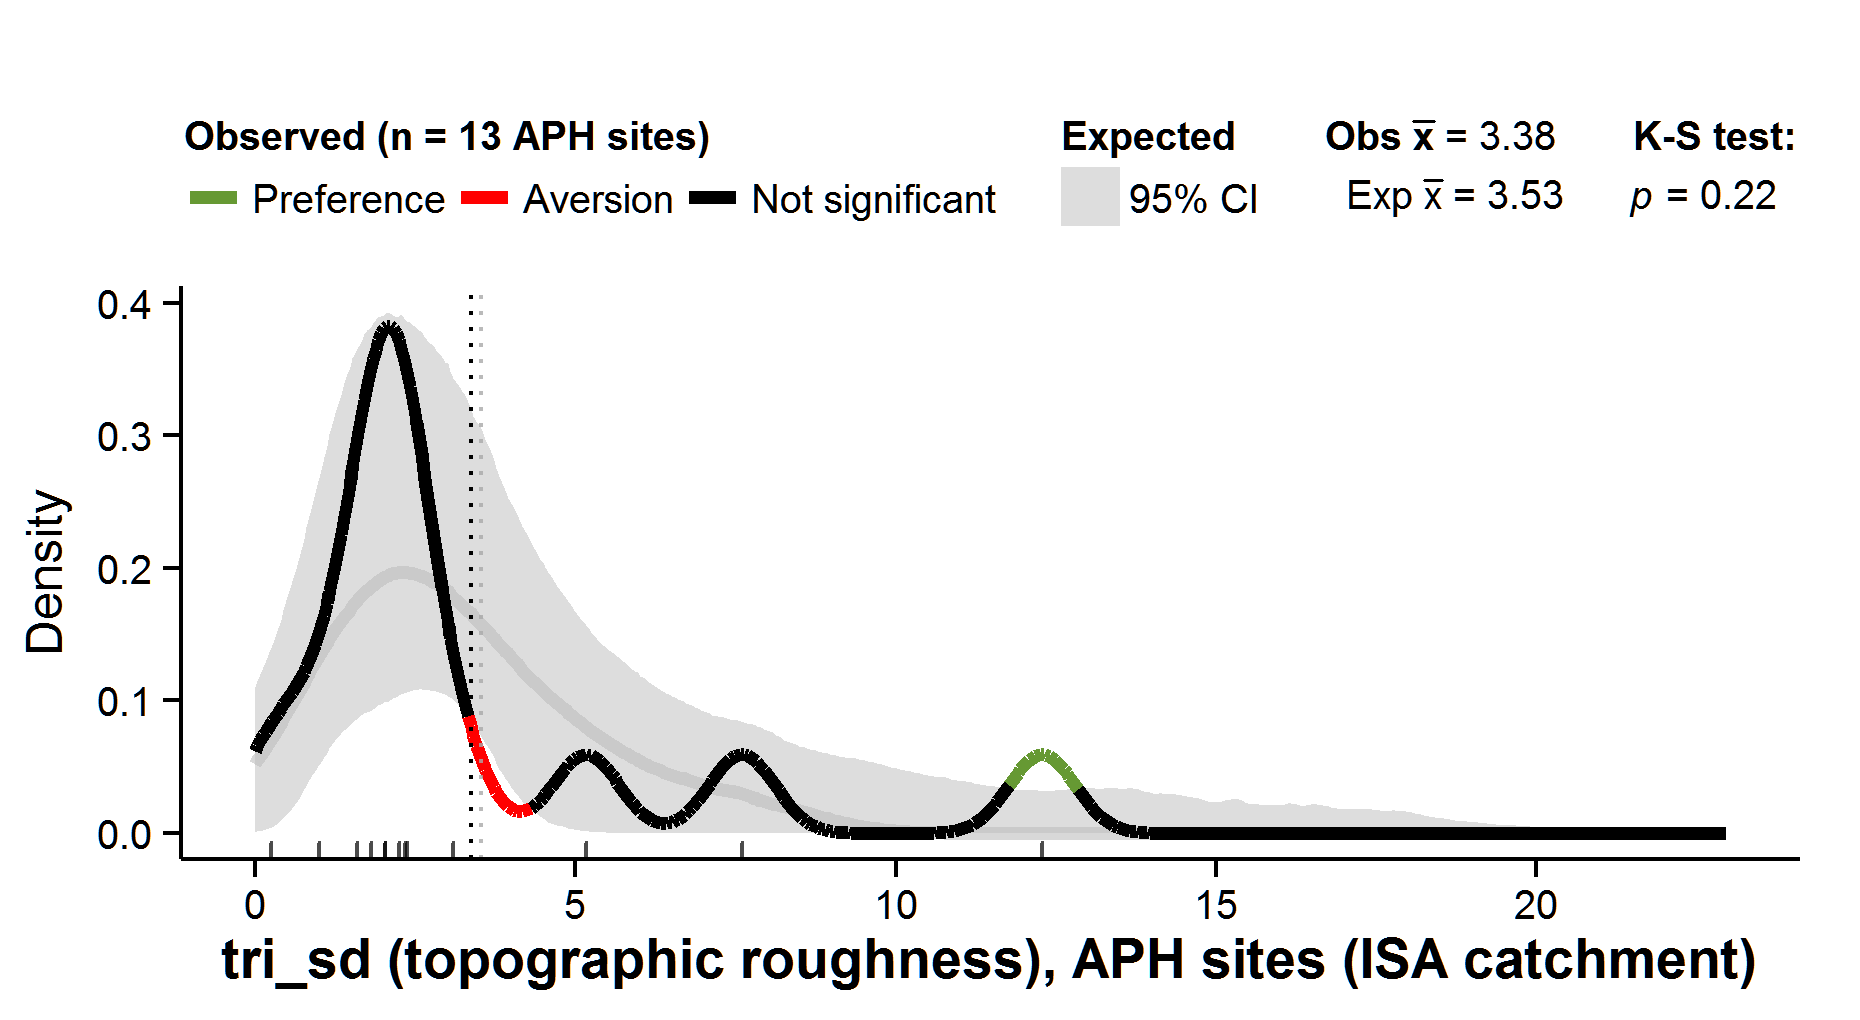 Observed (n = 13 APH sites) Expected Obs x̅ = 3.38 K-S test:
Preference Aversion Not significant 95% CI Exp x̅ = 3.53 p = 0.22
0.4
0.3
0.2
0.1
0.0
Density
0 5 10 15 20
tri_sd (topographic roughness), APH sites (ISA catchment)